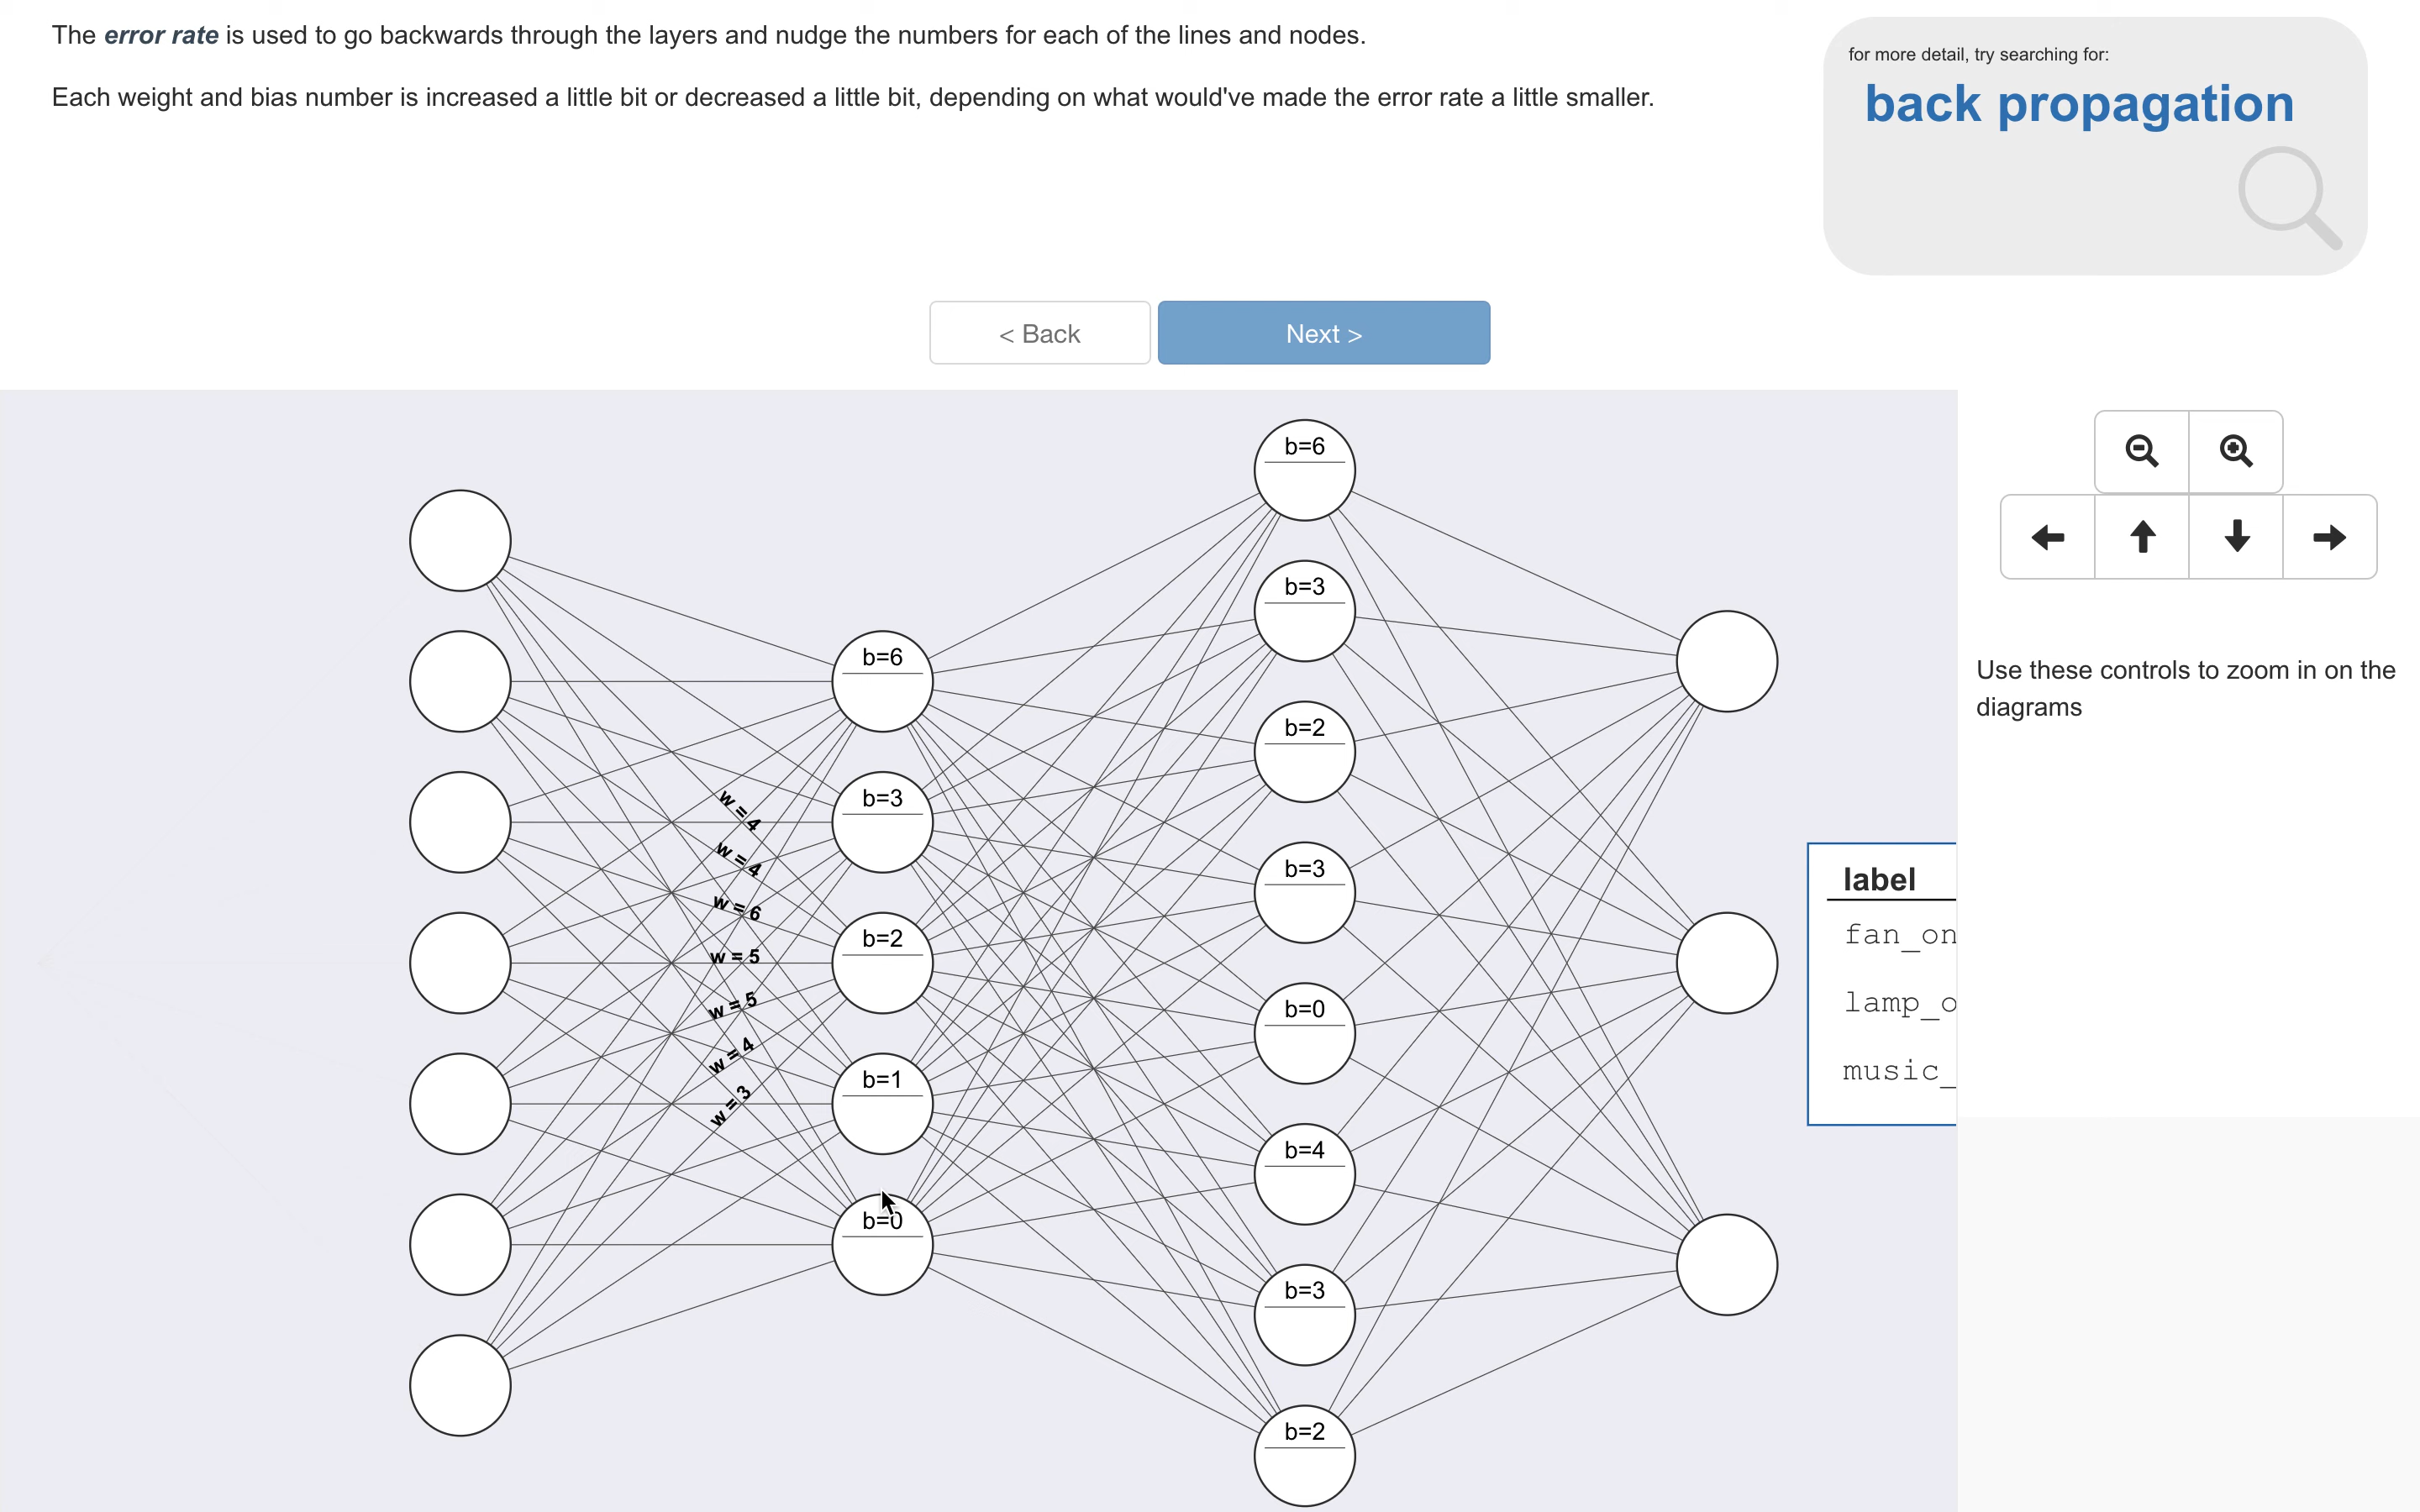 The error rate is used to go backwards through the layers and nudge the numbers for each of the lines and nodes.
Each weight and bias number is increased a little bit or decreased a little bit, depending on what would've made the error rate a little smaller.
for more detail, try searching for:
back propagation
< Back
Next >
b=6
b=3
b=2
b=1
b=0
w = 4
w = 4
w = 6
w = 5
w = 5
w = 4
w = 3
b=6
b=3
b=2
b=3
b=0
b=4
b=3
b=2
label
fan_on
lamp_o
music_
Use these controls to zoom in on the
diagrams